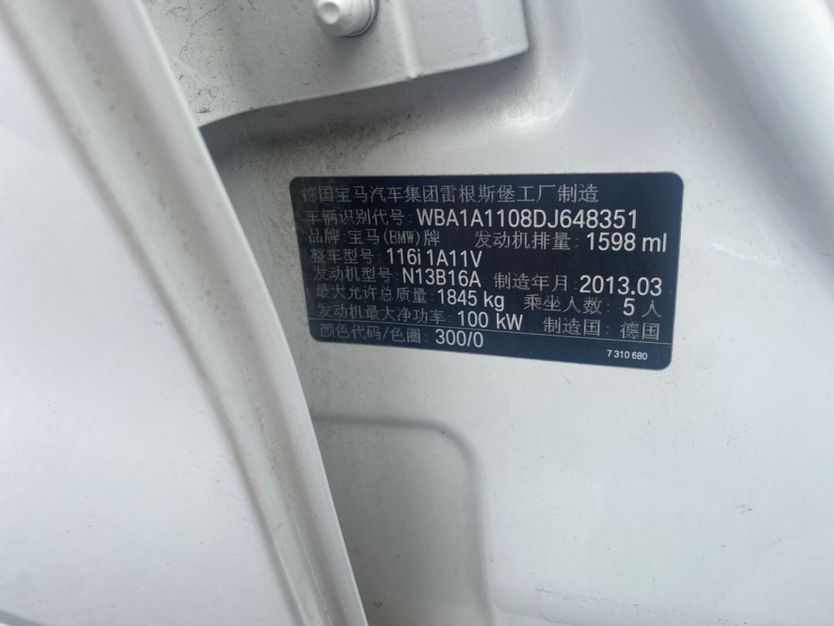 德国宝马汽车集团雷根斯堡工厂制造
车辆识别代号: WBA1A1108DJ648351
品牌: 宝马(BMW)牌 发动机排量: 1598 ml
整车型号: 116i 1A11V
发动机型号: N13B16A 制造年月: 2013.03
最大允许总质量: 1845 kg 乘坐人数: 5 人
发动机最大净功率: 100 kW 制造国: 德国
颜色代码/色圈: 300/0
7 310 680